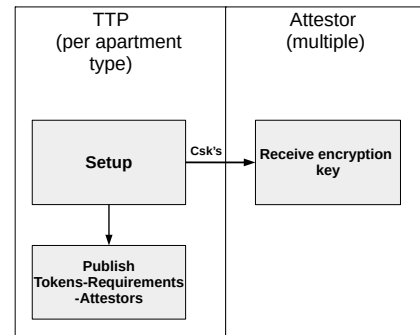 TTP
(per apartment
type)
Attestor
(multiple)
Setup
Csk's
Receive encryption
key
Publish
Tokens-Requirements
-Attestors